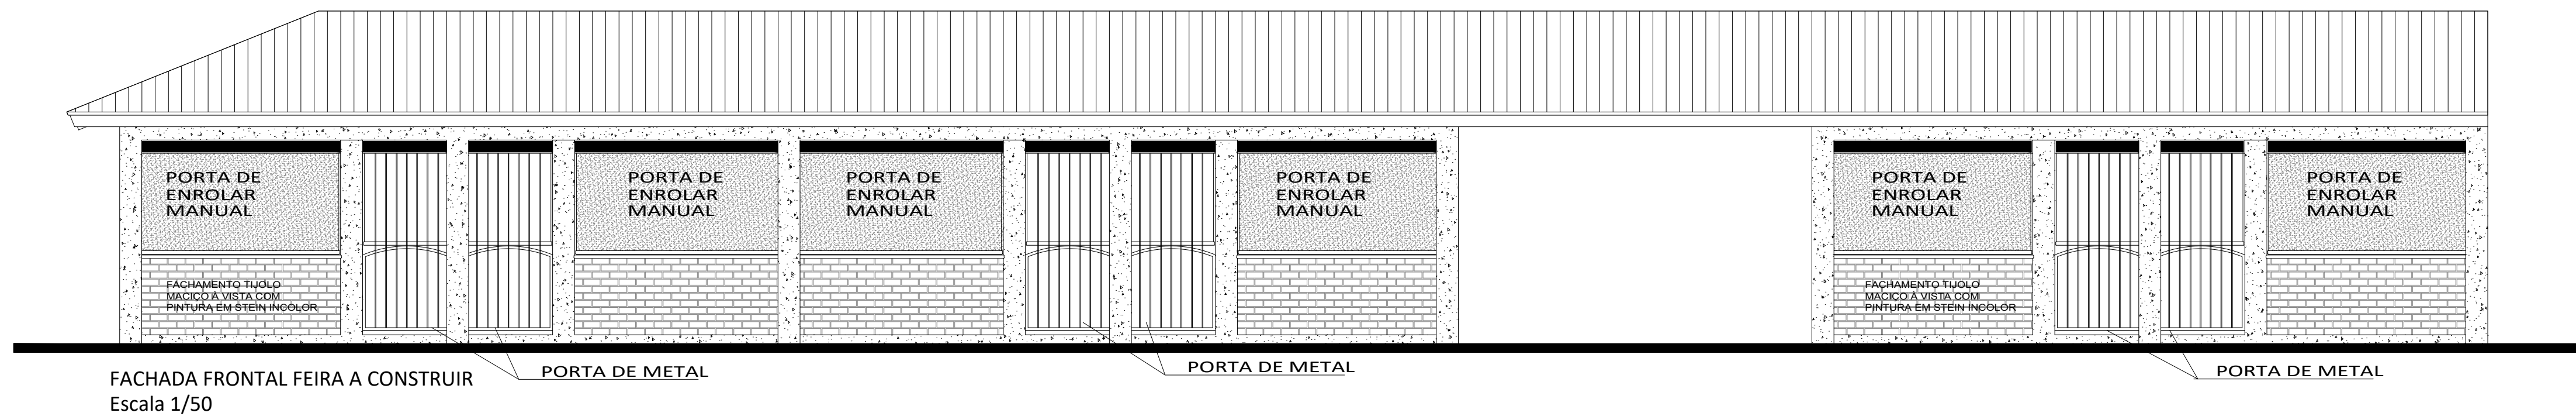 PORTA DE
ENROLAR
MANUAL
PORTA DE
ENROLAR
MANUAL
PORTA DE
ENROLAR
MANUAL
PORTA DE
ENROLAR
MANUAL
PORTA DE
ENROLAR
MANUAL
PORTA DE
ENROLAR
MANUAL
FACHAMENTO TIJOLO
MACIÇO À VISTA COM
PINTURA EM STEIN INCOLOR
FACHAMENTO TIJOLO
MACIÇO À VISTA COM
PINTURA EM STEIN INCOLOR
PORTA DE METAL
PORTA DE METAL
PORTA DE METAL
FACHADA FRONTAL FEIRA A CONSTRUIR
Escala 1/50